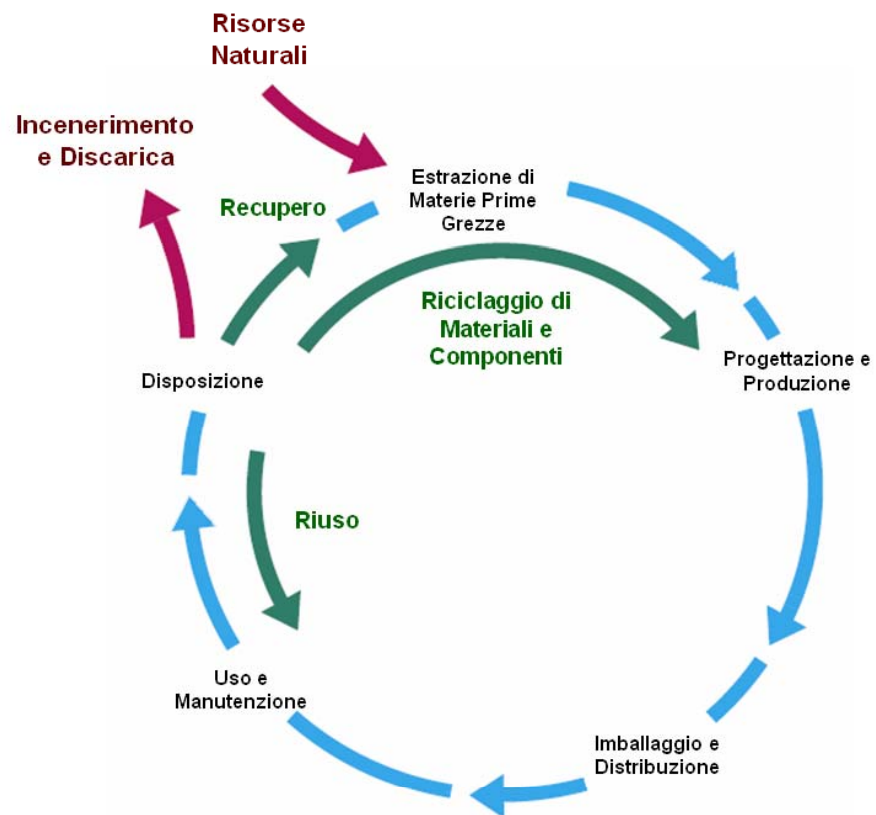 Risorse
Naturali
Incenerimento
e Discarica
Estrazione di
Materie Prime
Grezze
Recupero
Riciclaggio di
Materiali e
Componenti
Progettazione e
Produzione
Disposizione
Riuso
Uso e
Manutenzione
Imballaggio e
Distribuzione